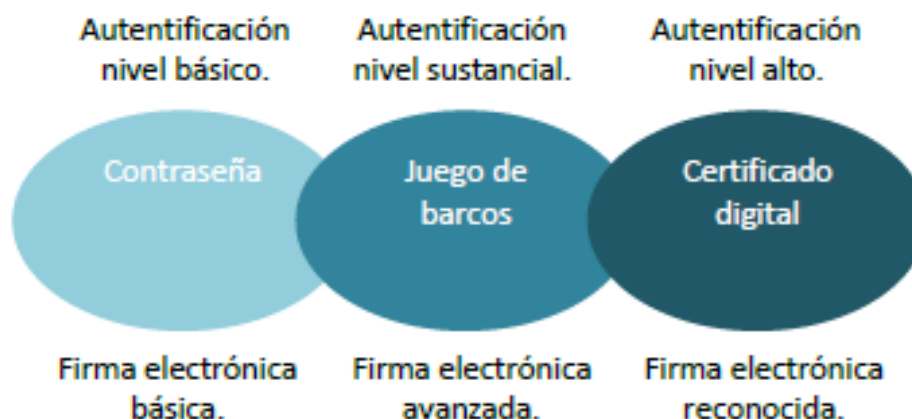 Autentificación
nivel básico.
Autentificación
nivel sustancial.
Autentificación
nivel alto.
Contraseña
Juego de
barcos
Certificado
digital
Firma electrónica
básica.
Firma electrónica
avanzada.
Firma electrónica
reconocida.